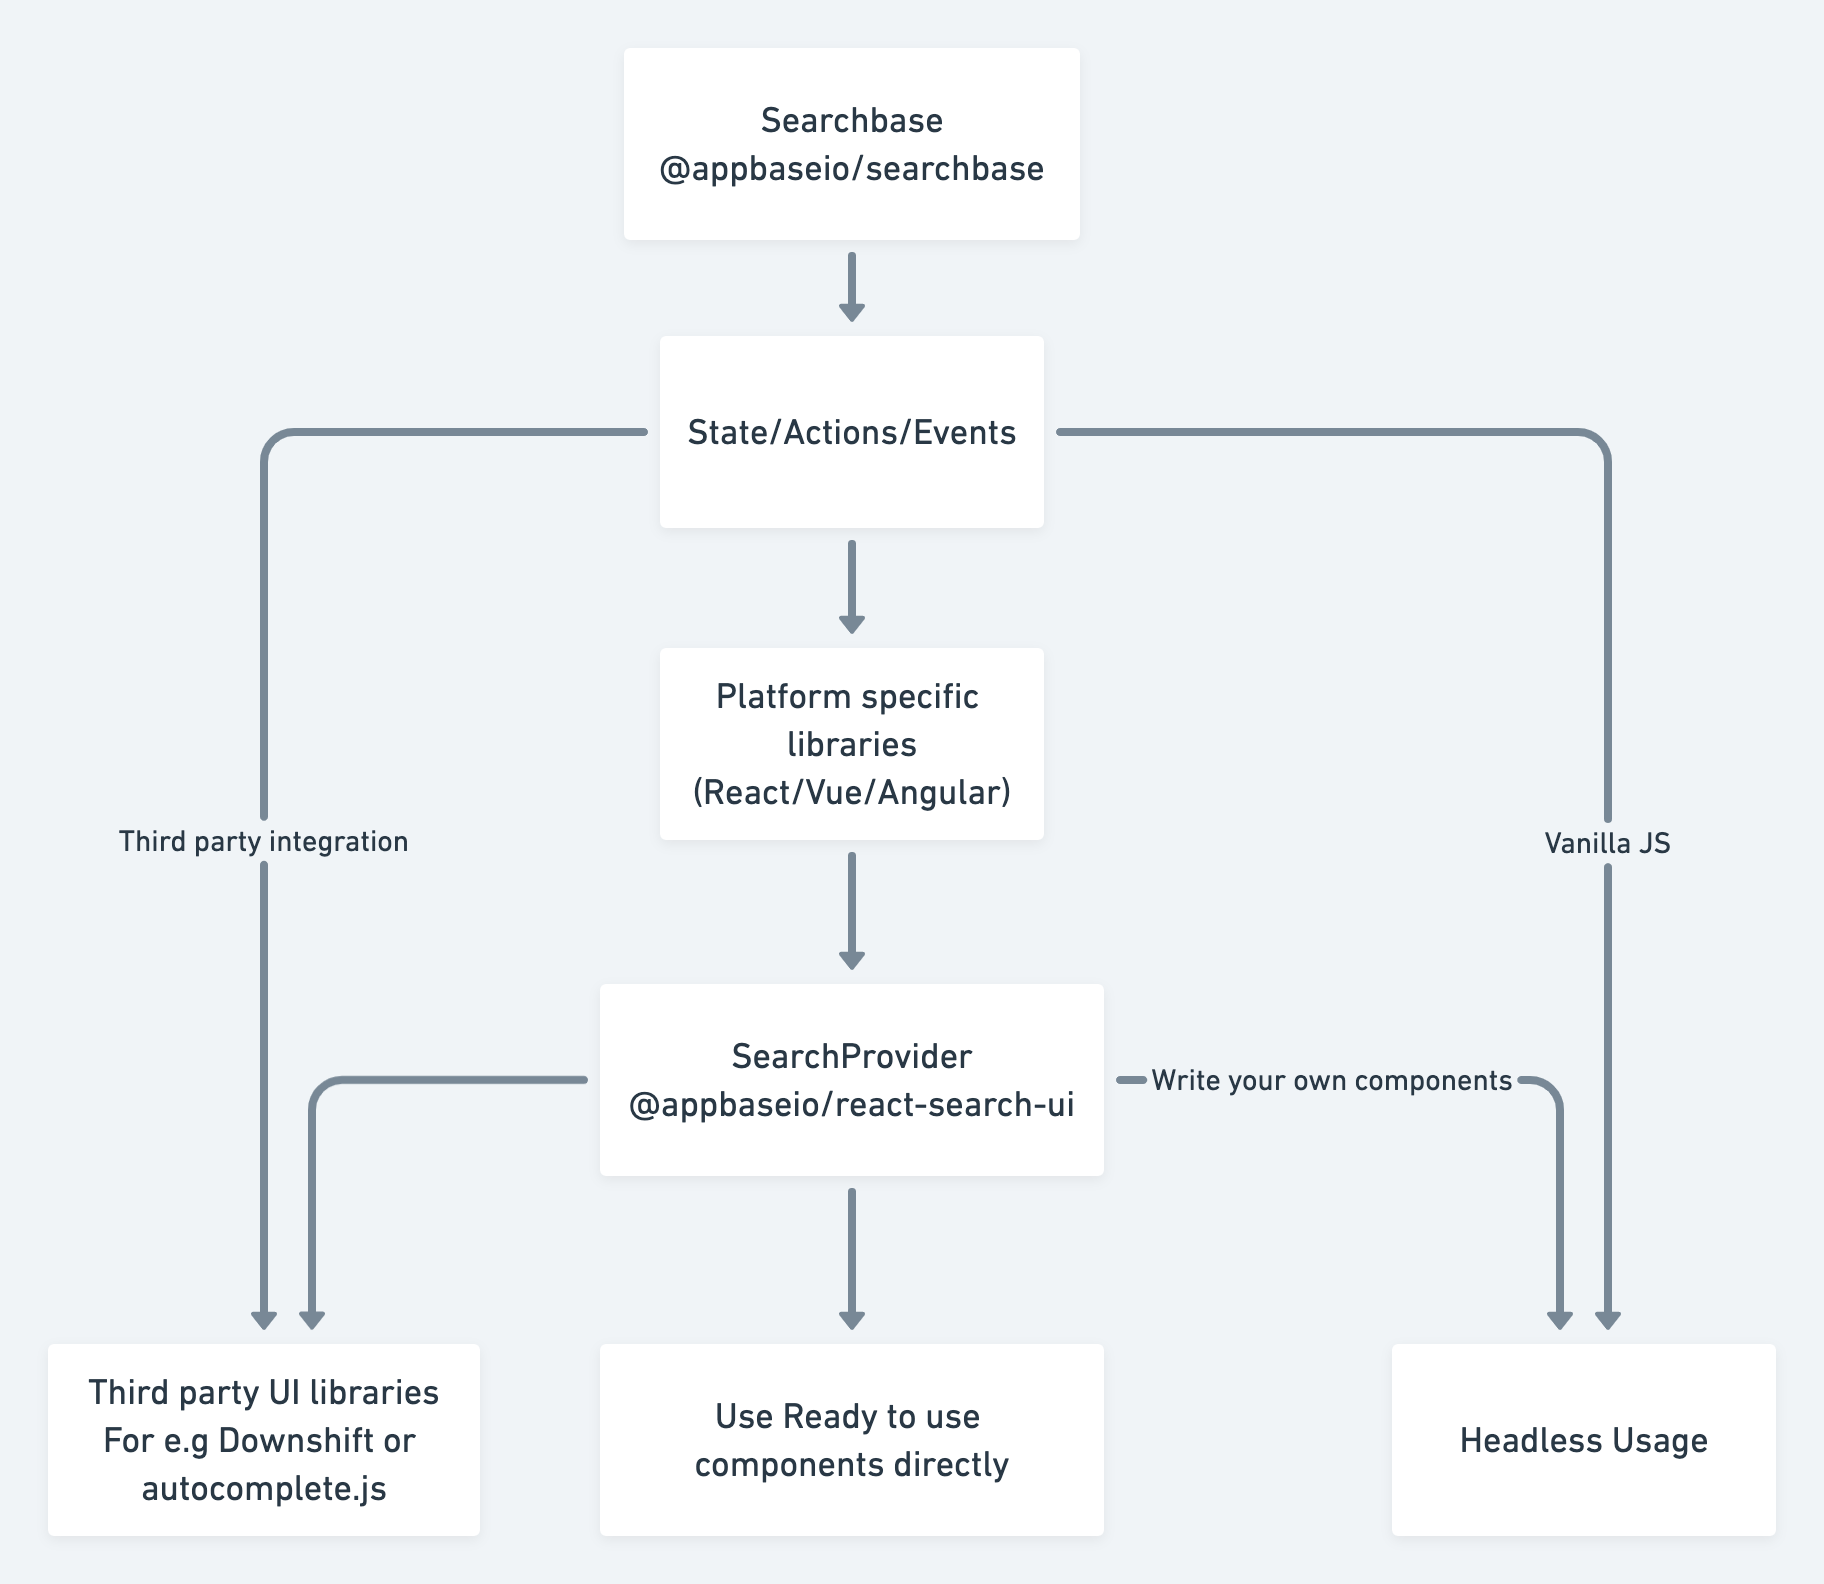 Searchbase
@appbaseio/searchbase
State/Actions/Events
Platform specific
libraries
(React/Vue/Angular)
Third party integration
Vanilla JS
SearchProvider
@appbaseio/react-search-ui
Write your own components
Third party UI libraries
For e.g Downshift or
autocomplete.js
Use Ready to use
components directly
Headless Usage